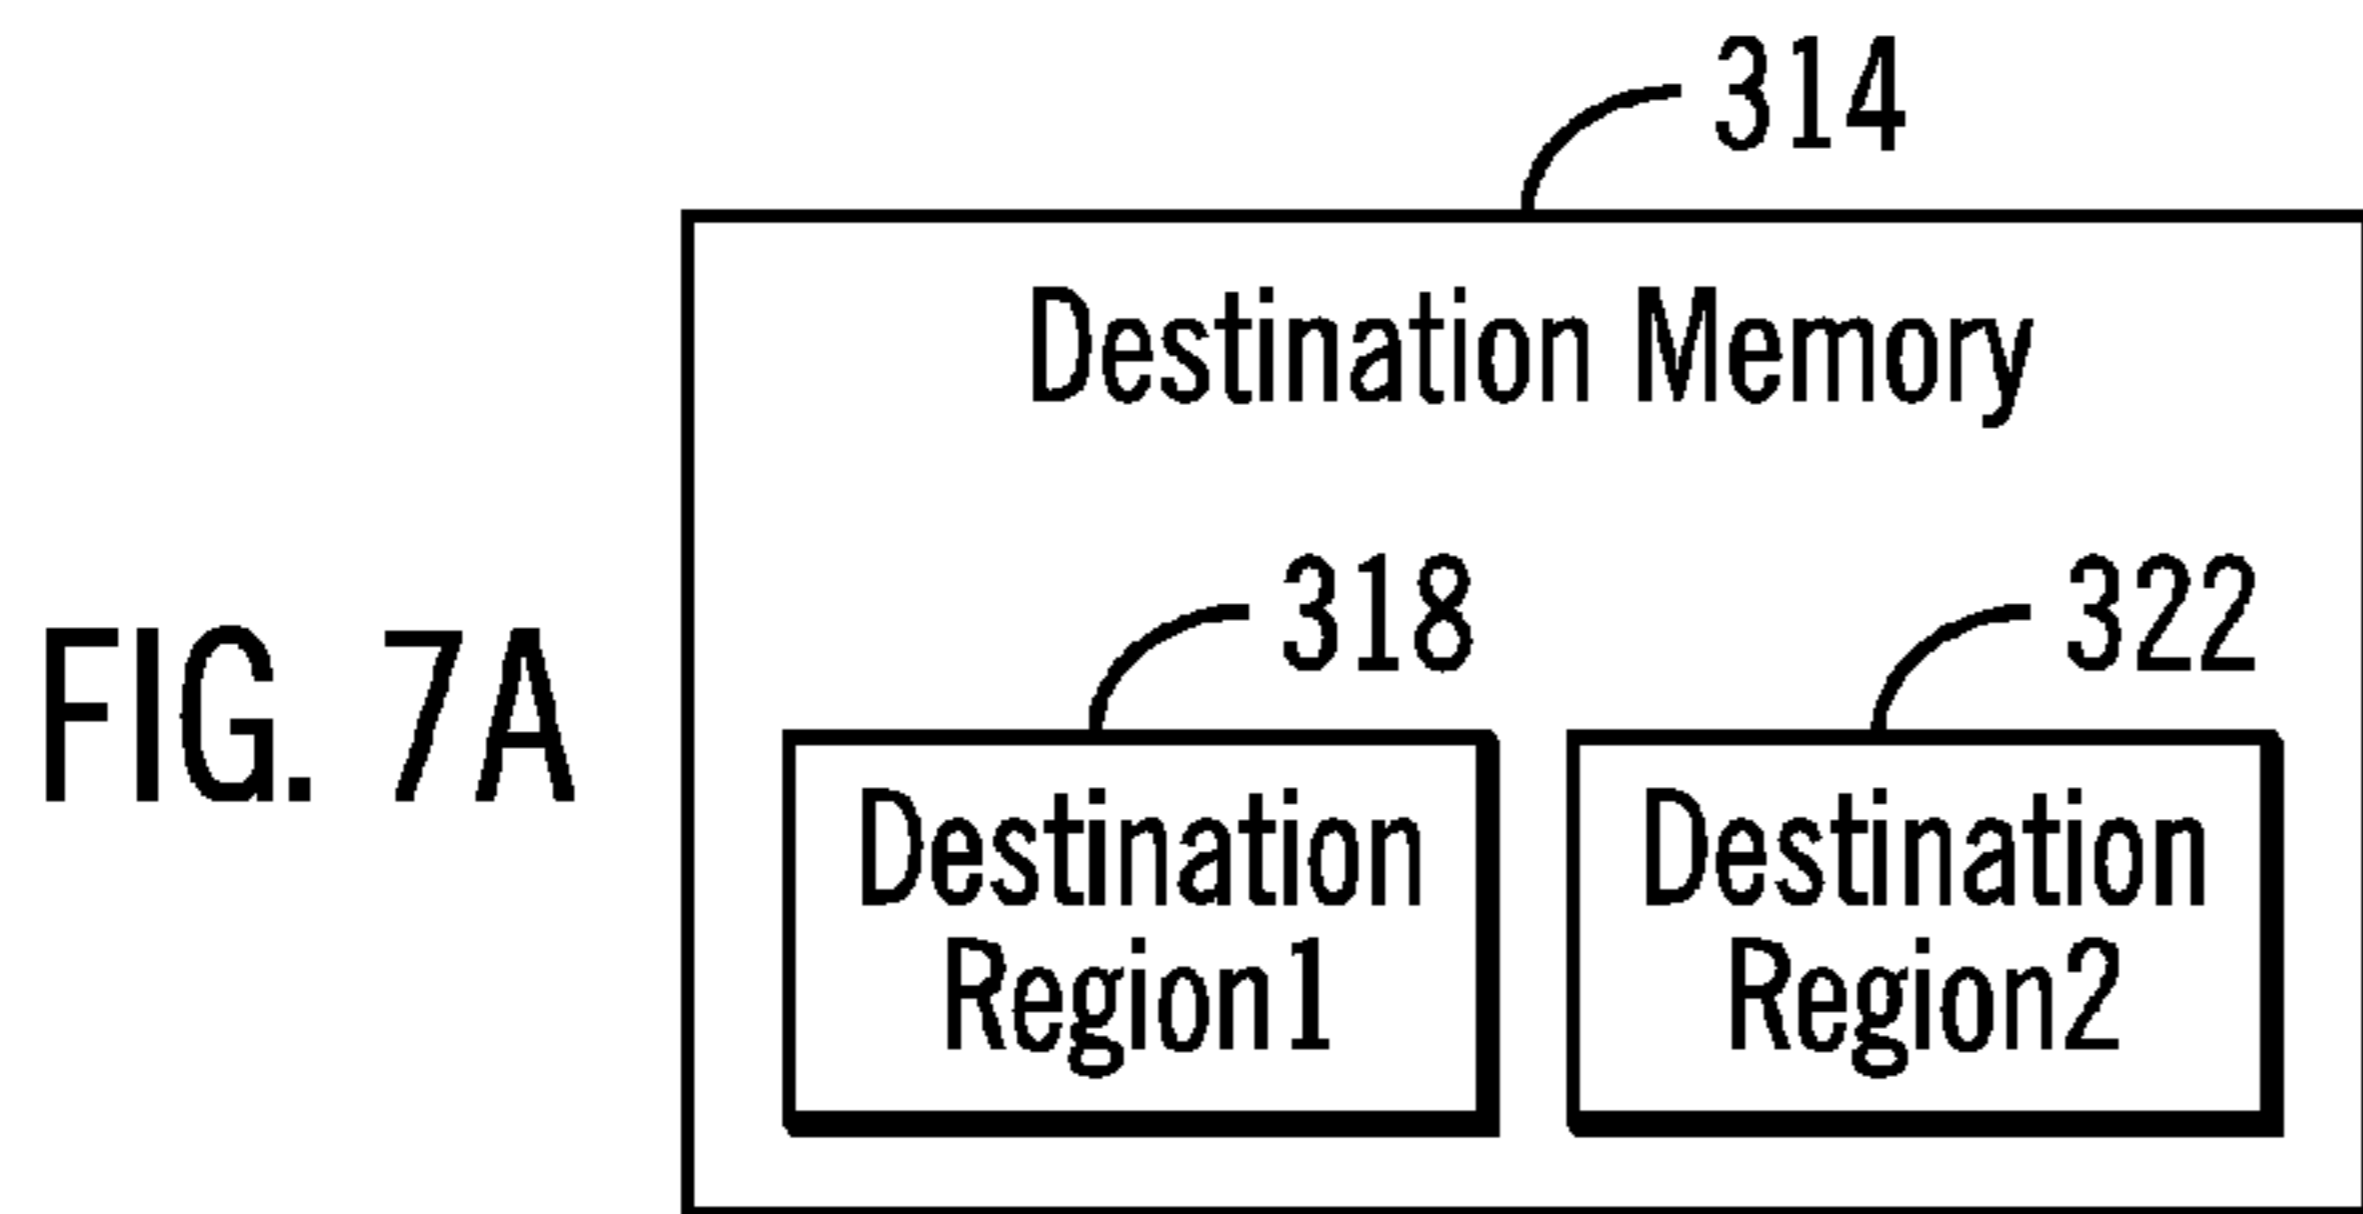 314
Destination Memory
318
322
FIG. 7A
Destination
Region1
Destination
Region2